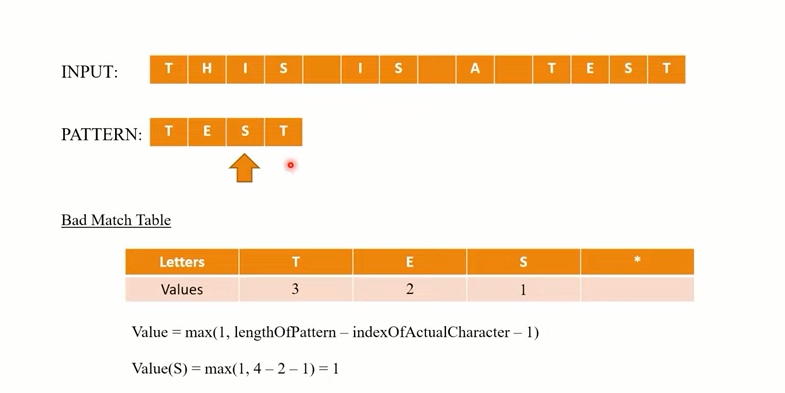 INPUT: T H I S I S A T E S T
PATTERN: T E S T
Bad Match Table
Letters T E S *
Values 3 2 1
Value = max(1, lengthOfPattern – indexOfActualCharacter – 1)
Value(S) = max(1, 4 – 2 – 1) = 1